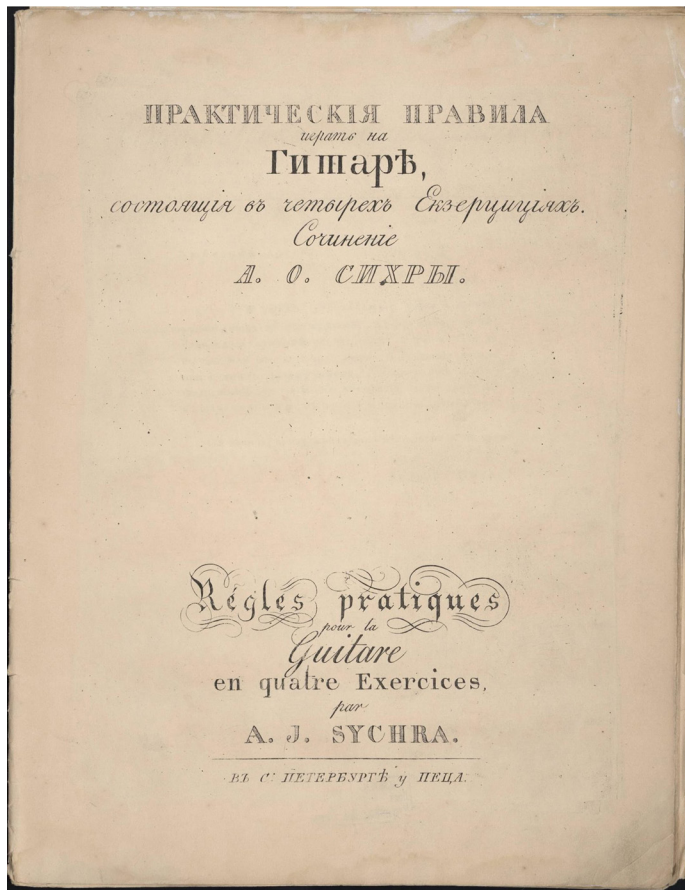 ПРАКТИЧЕСКІЯ ПРАВИЛА
играть на
Гитарѣ,
состоящія въ четырехъ Екзерциціяхъ.
Сочиненіе
А. О. СИХРЫ.
Régles pratiques
pour la
Guitare
en quatre Exercices,
par
A. J. SYCHRA.
ВЪ С. ПЕТЕРБУРГѢ у ПЕЦА.